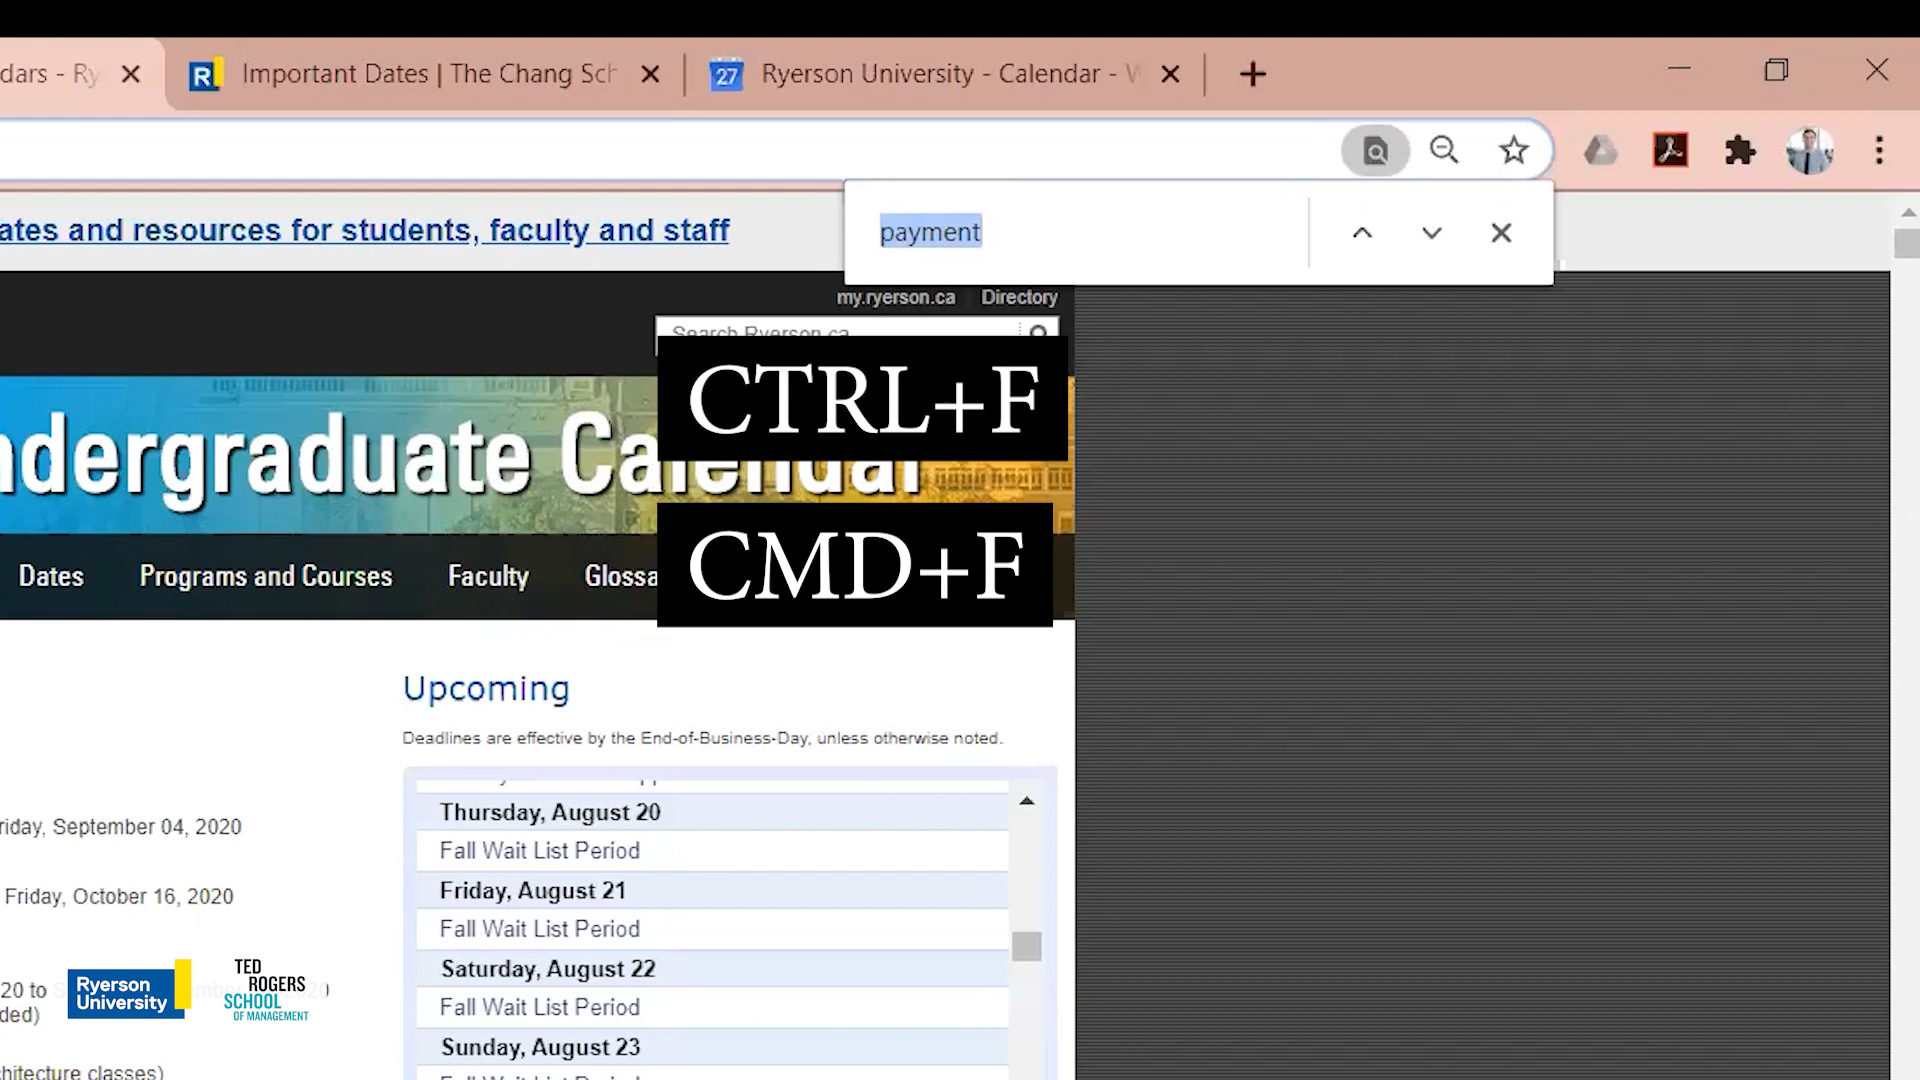 dars - Ry
Important Dates | The Chang Sch
27
Ryerson University - Calendar -
ates and resources for students, faculty and staff
payment
my.ryerson.ca Directory
Search Ryerson.ca
CTRL+F
ndergraduate Calendar
CMD+F
Dates Programs and Courses Faculty Glossa
Upcoming
Deadlines are effective by the End-of-Business-Day, unless otherwise noted.
Thursday, August 20
riday, September 04, 2020
Fall Wait List Period
Friday, August 21
Friday, October 16, 2020
Fall Wait List Period
Saturday, August 22
20 to
ded)
Ryerson
University
TED
ROGERS
SCHOOL
OF MANAGEMENT
Fall Wait List Period
Sunday, August 23
hitecture classes)